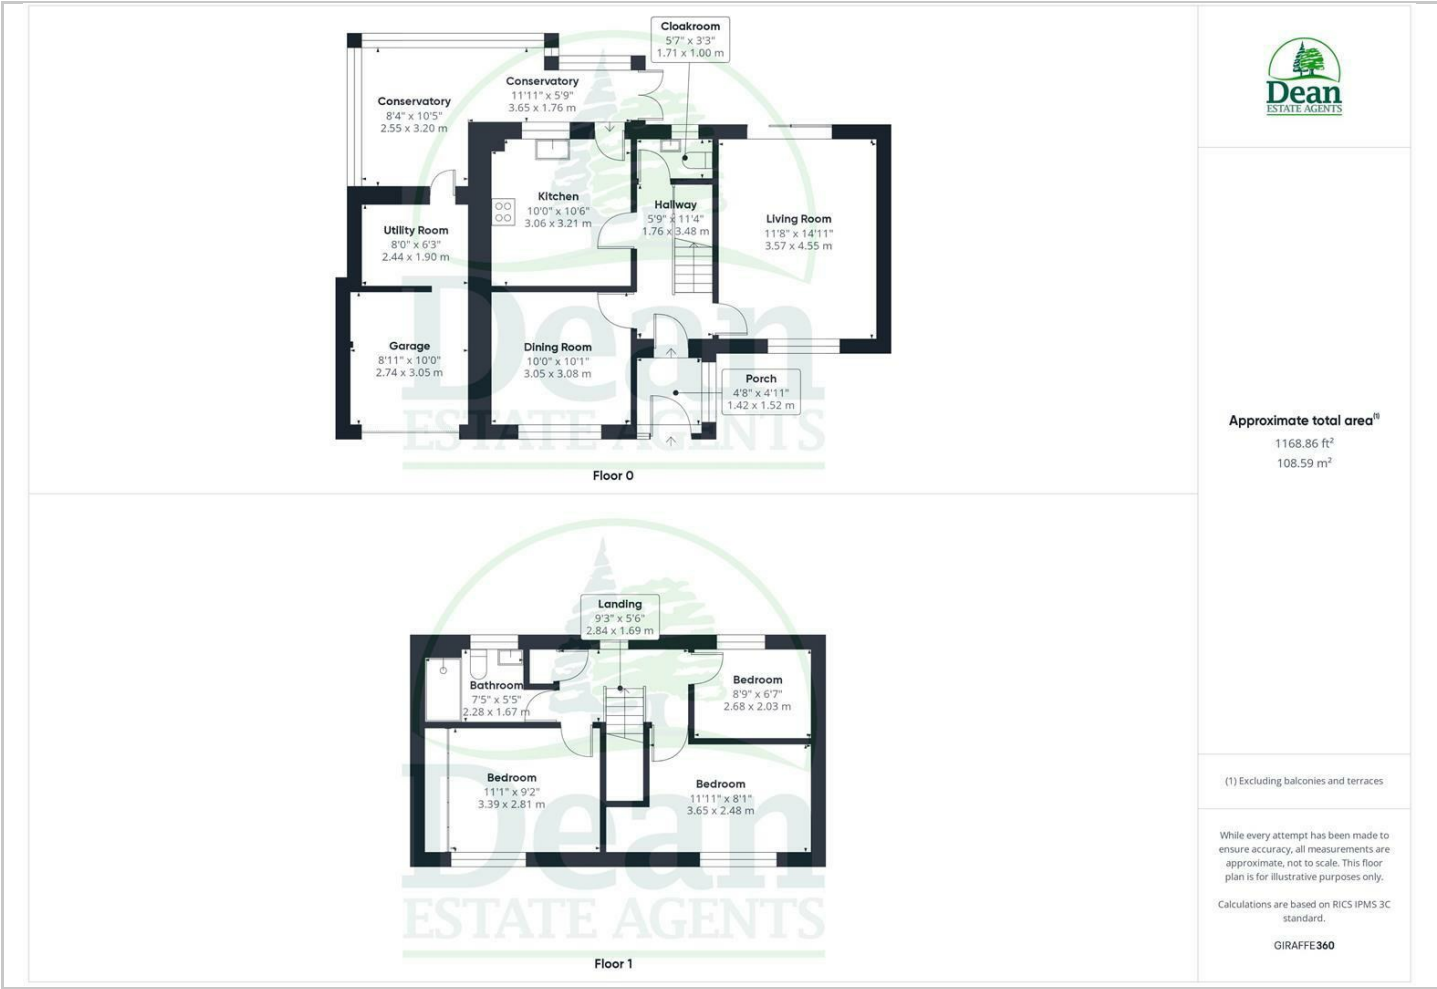 Cloakroom
5'7" x 3'3"
1.71 x 1.00 m
Conservatory
11'11" x 5'9"
3.65 x 1.76 m
Conservatory
8'4" x 10'5"
2.55 x 3.20 m
Kitchen
10'0" x 10'6"
3.06 x 3.21 m
Hallway
5'9" x 11'4"
1.76 x 3.48 m
Living Room
11'8" x 14'11"
3.57 x 4.55 m
Utility Room
8'0" x 6'3"
2.44 x 1.90 m
Garage
8'11" x 10'0"
2.74 x 3.05 m
Dining Room
10'0" x 10'1"
3.05 x 3.08 m
Porch
4'8" x 4'11"
1.42 x 1.52 m
Dean
ESTATE AGENTS
Floor 0
Landing
9'3" x 5'6"
2.84 x 1.69 m
Bathroom
7'5" x 5'5"
2.28 x 1.67 m
Bedroom
8'9" x 6'7"
2.68 x 2.03 m
Bedroom
11'1" x 9'2"
3.39 x 2.81 m
Bedroom
11'11" x 8'1"
3.65 x 2.48 m
Dean
ESTATE AGENTS
Floor 1
Dean
ESTATE AGENTS
Approximate total area(1)
1168.86 ft²
108.59 m²
(1) Excluding balconies and terraces
While every attempt has been made to
ensure accuracy, all measurements are
approximate, not to scale. This floor
plan is for illustrative purposes only.
Calculations are based on RICS IPMS 3C
standard.
GIRAFFE360